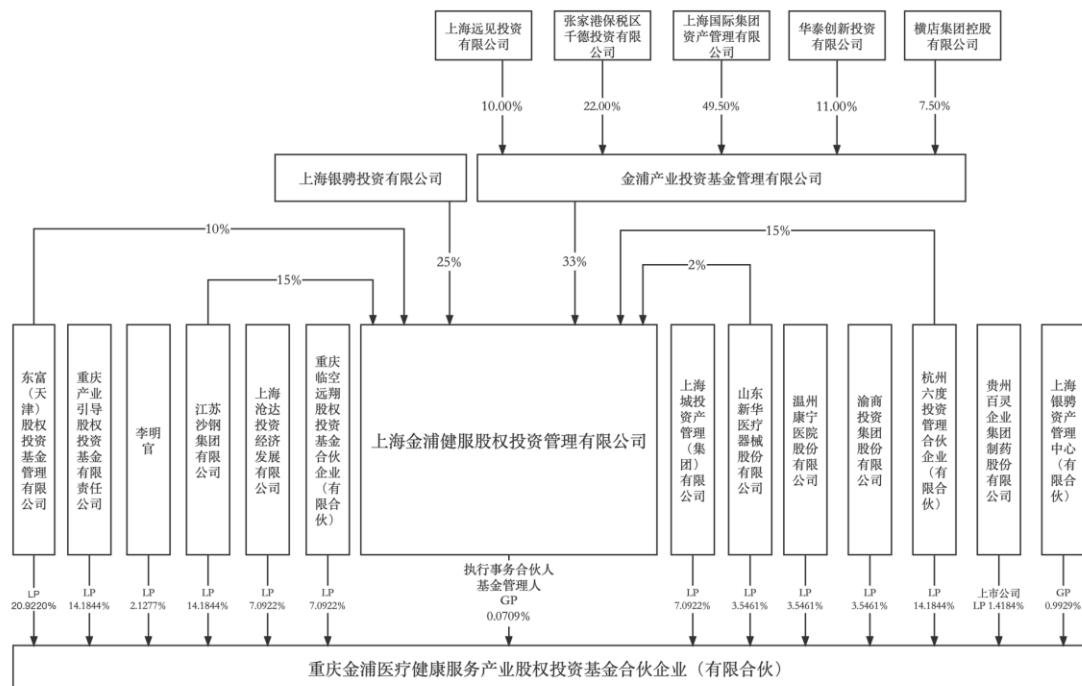 上海远见投资
有限公司
张家港保税区
千德投资有限
公司
上海国际集团
资产管理有限
公司
华泰创新投资
有限公司
横店集团控股
有限公司
10.00%
22.00%
49.50%
11.00%
7.50%
上海银骋投资有限公司
金浦产业投资基金管理有限公司
10%
15%
25%
33%
2%
15%
东富
（天
津）
股权
投资
基金
管理
有限
公司
重庆
产业
引导
股权
投资
基金
有限
责任
公司
李明
官
江苏
沙钢
集团
有限
公司
上海
沧达
投资
经济
发展
有限
公司
重庆
临空
远翔
股权
投资
基金
合伙
企业
（有
限合
伙）
上海金浦健服股权投资管理有限公司
上海
城投
资产
管理
（集
团）
有限
公司
山东
新华
医疗
器械
股份
有限
公司
温州
康宁
医院
股份
有限
公司
渝商
投资
集团
股份
有限
公司
杭州
六度
投资
管理
合伙
企业
（有
限合
伙）
贵州
百灵
企业
集团
制药
股份
有限
公司
上海
银骋
资产
管理
中心
（有
限合
伙）
LP
20.9220%
LP
14.1844%
LP
2.1277%
LP
14.1844%
LP
7.0922%
LP
7.0922%
执行事务合伙人
基金管理人
GP
0.0709%
LP
7.0922%
LP
3.5461%
LP
3.5461%
LP
3.5461%
LP
14.1844%
上市公司
LP 1.4184%
GP
0.9929%
重庆金浦医疗健康服务产业股权投资基金合伙企业（有限合伙）